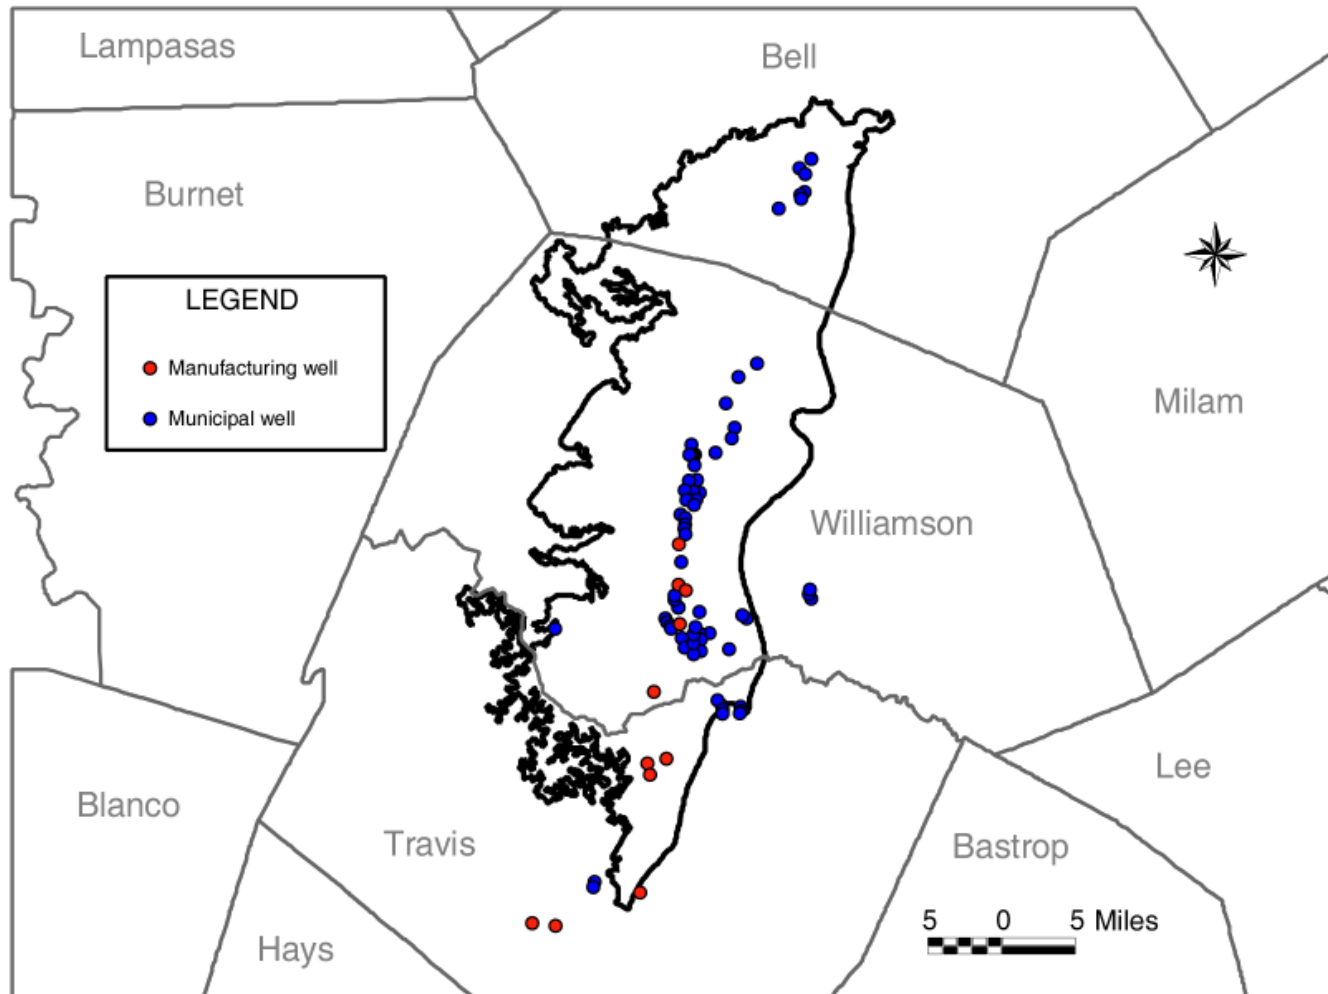 Lampasas
Bell
Burnet
LEGEND
Manufacturing well
Municipal well
Milam
Williamson
Lee
Blanco
Travis
Bastrop
5 0 5 Miles
Hays